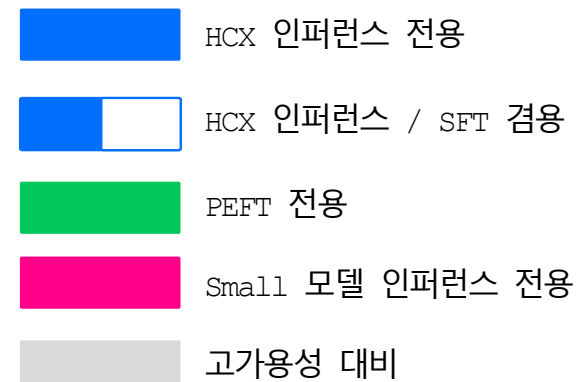 HCX 인퍼런스 전용
HCX 인퍼런스 / SFT 겸용
PEFT 전용
Small 모델 인퍼런스 전용
고가용성 대비